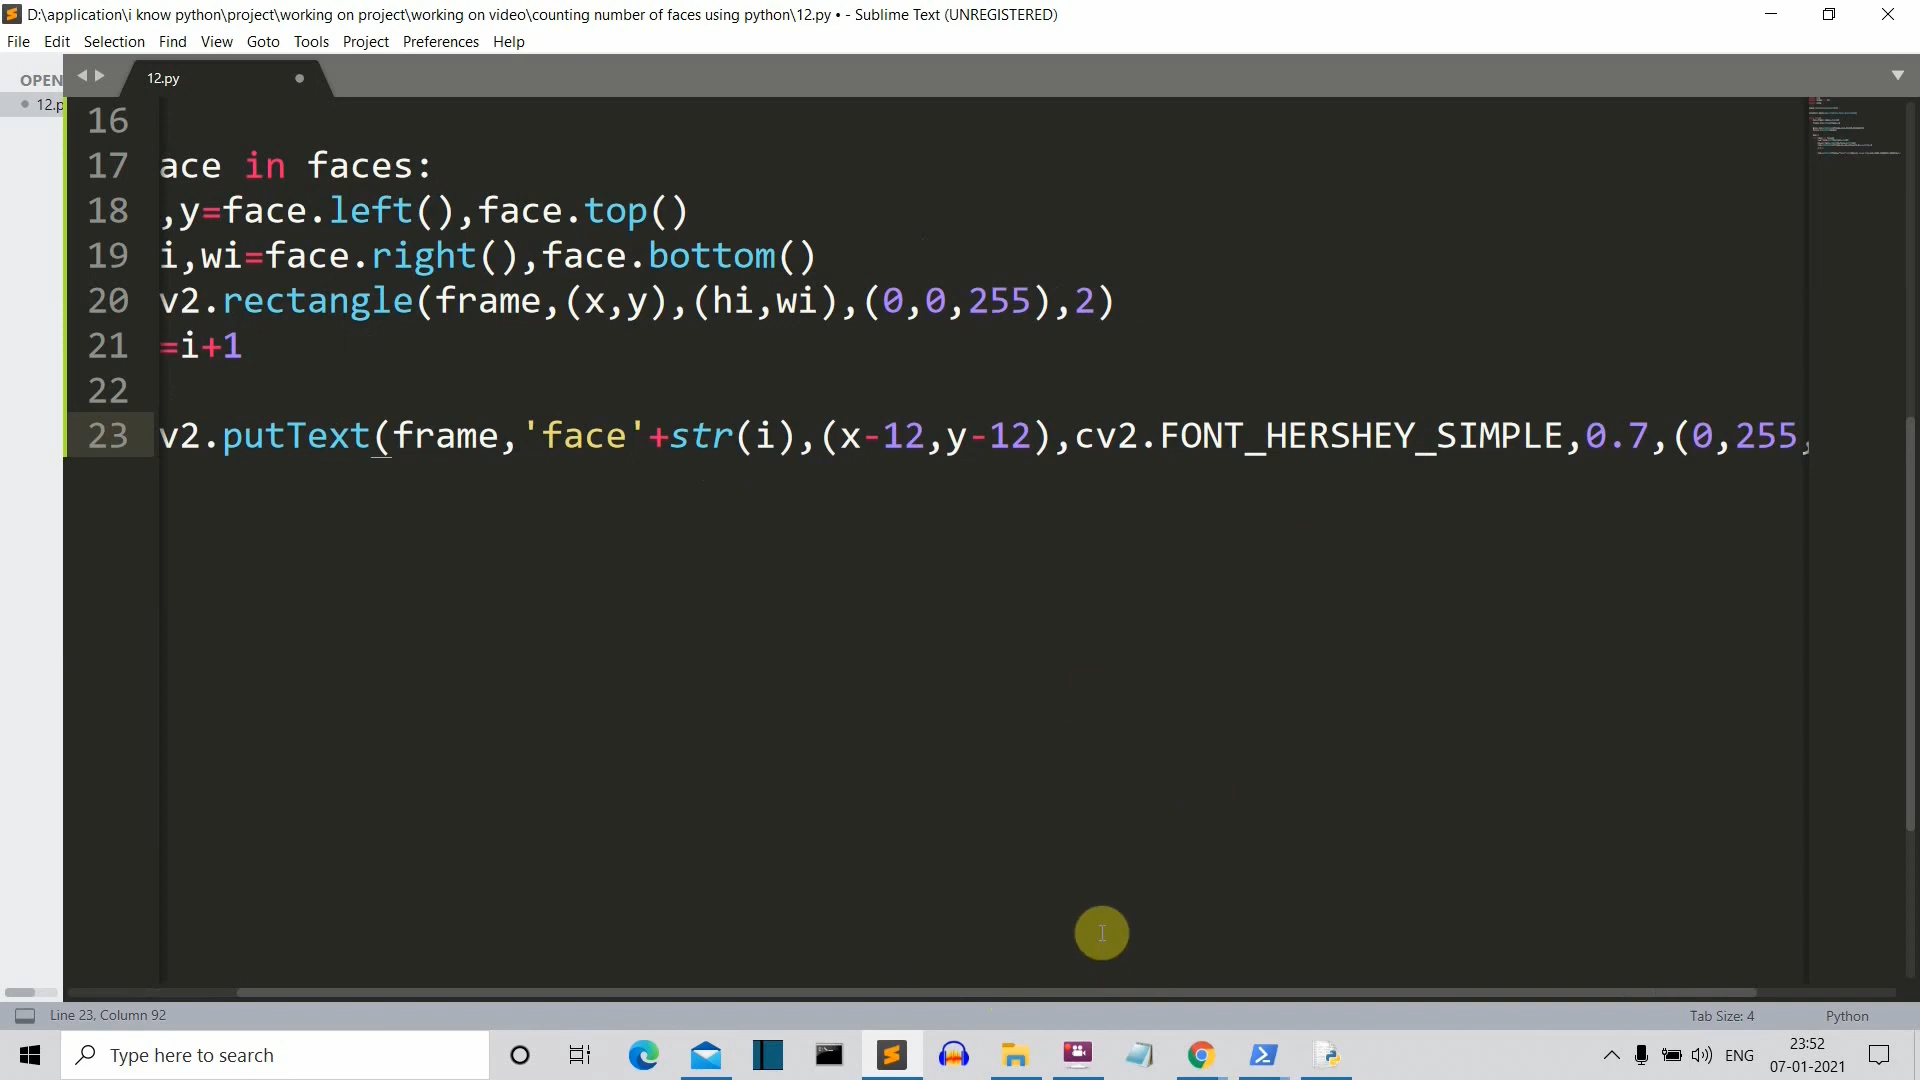 D:\application\i know python\project\working on project\working on video\counting number of faces using python\12.py • - Sublime Text (UNREGISTERED)
File Edit Selection Find View Goto Tools Project Preferences Help
OPEN
12.py
12.p
16
17 ace in faces:
18 ,y=face.left(),face.top()
19 i,wi=face.right(),face.bottom()
20 v2.rectangle(frame,(x,y),(hi,wi),(0,0,255),2)
21 =i+1
22
23 v2.putText(frame,'face'+str(i),(x-12,y-12),cv2.FONT_HERSHEY_SIMPLE,0.7,(0,255,
Line 23, Column 92
Tab Size: 4
Python
Type here to search
ENG
23:52
07-01-2021